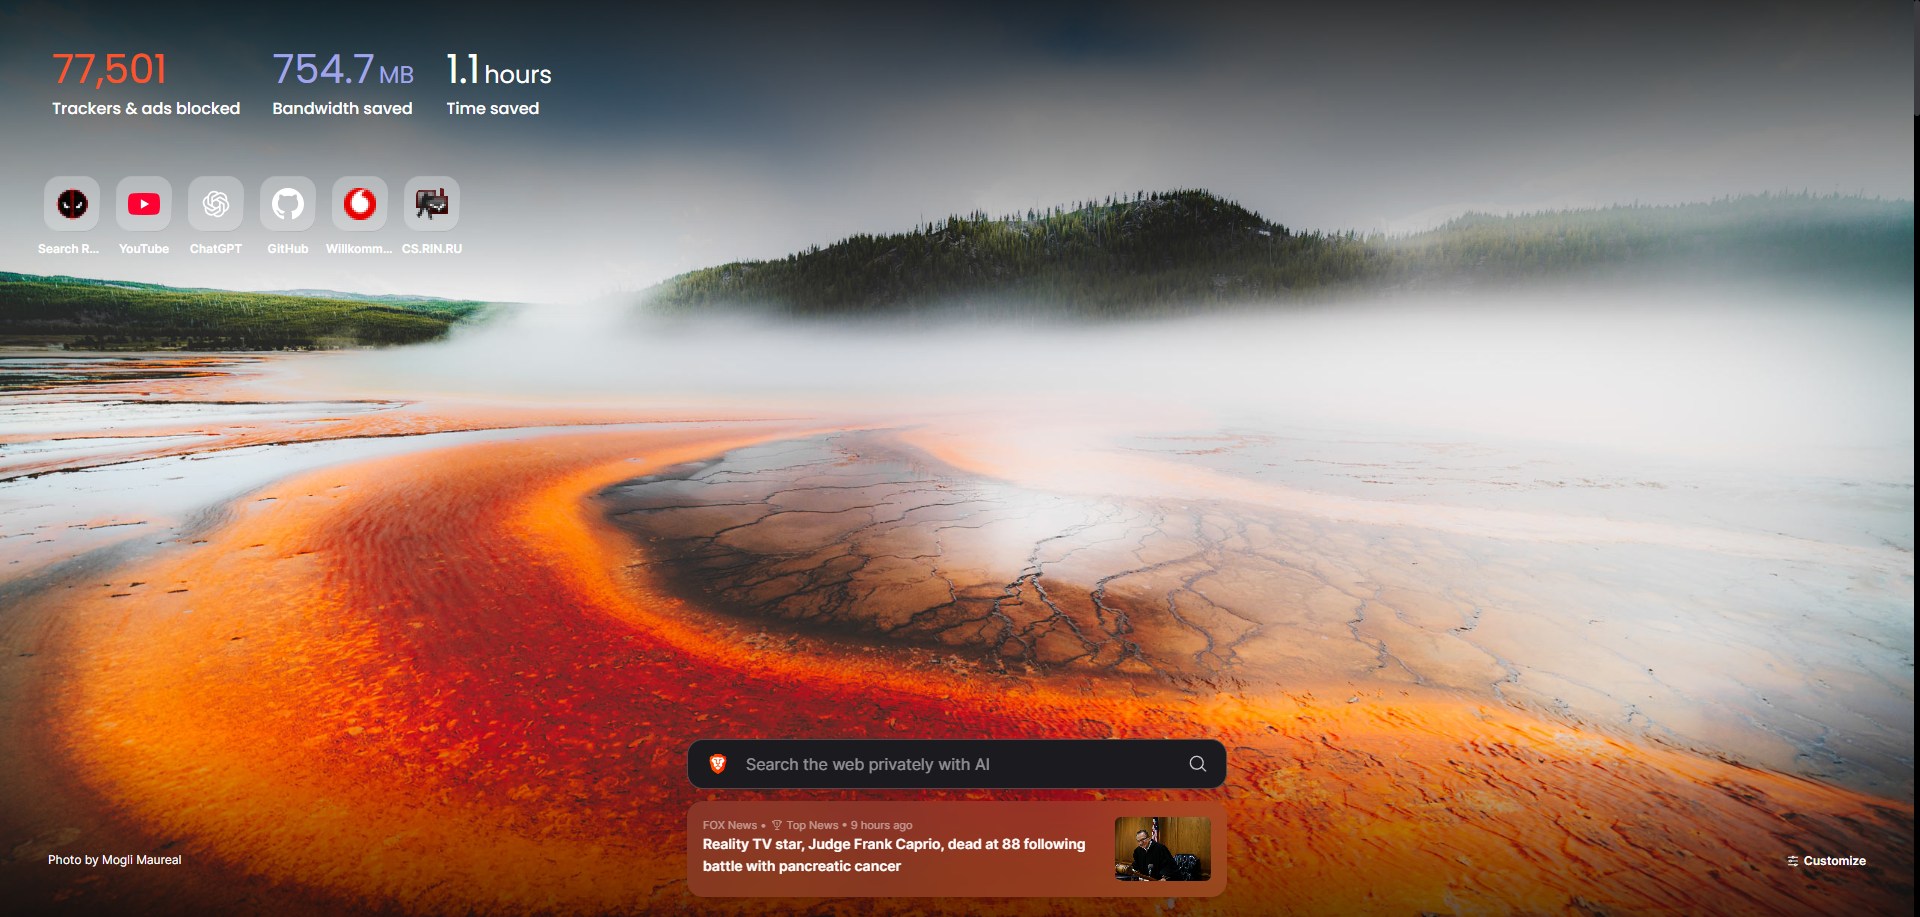 77,501
Trackers & ads blocked
754.7 MB
Bandwidth saved
1.1 hours
Time saved
Search R...
YouTube
ChatGPT
GitHub
Willkomm...
CS.RIN.RU
Search the web privately with AI
FOX News • Top News • 9 hours ago
Reality TV star, Judge Frank Caprio, dead at 88 following
battle with pancreatic cancer
Photo by Mogli Maureal
Customize